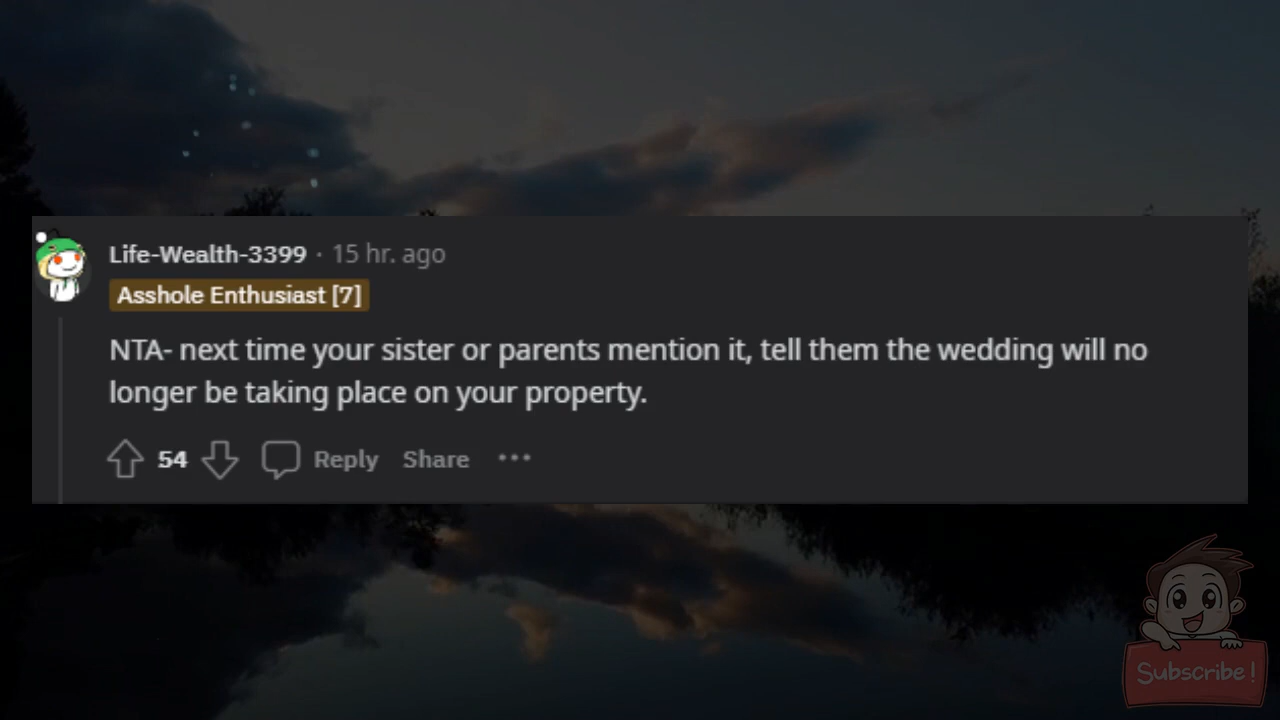 Life-Wealth-3399 · 15 hr. ago
Asshole Enthusiast [7]
NTA- next time your sister or parents mention it, tell them the wedding will no
longer be taking place on your property.
54 Reply Share ···
Subscribe!